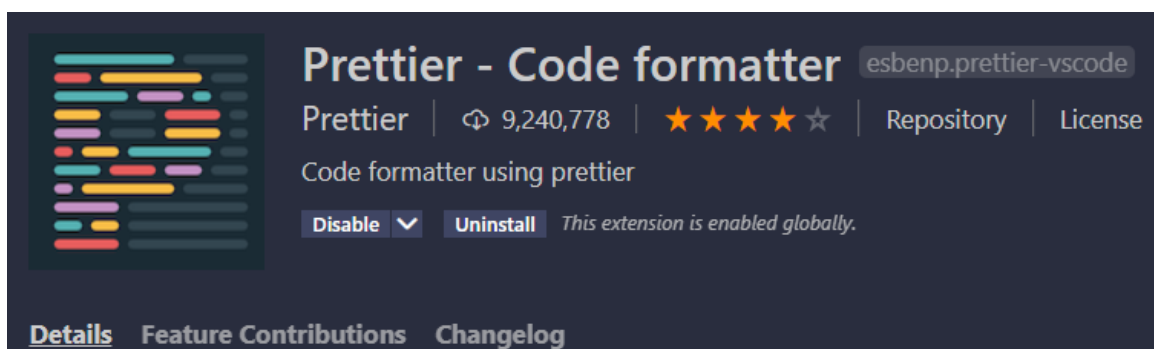 Prettier - Code formatter esbenp.prettier-vscode
Prettier 9,240,778 Repository License
Code formatter using prettier
Disable Uninstall This extension is enabled globally.
Details Feature Contributions Changelog